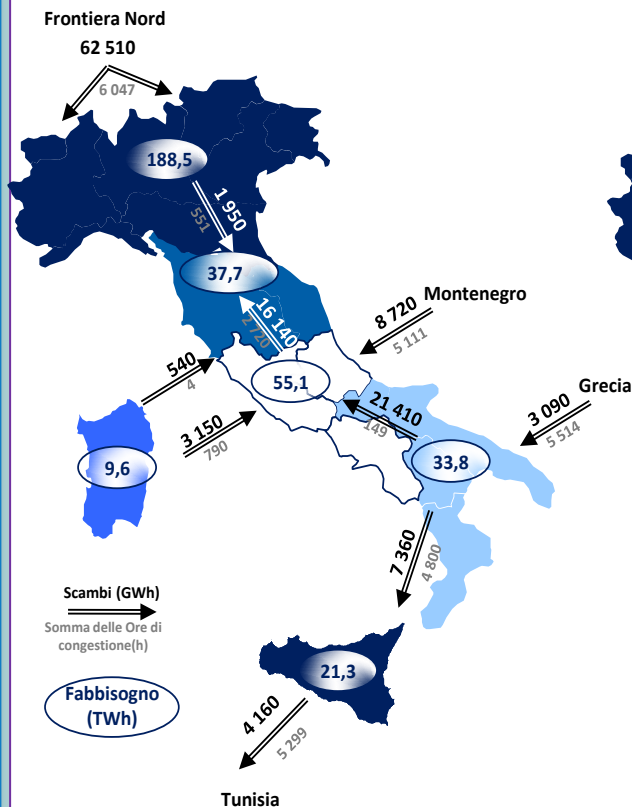 Frontiera Nord
62 510
6 047
188,5
1 950
551
37,7
16 140
2 720
Montenegro
8 720
5 111
540
4
55,1
21 410
149
Grecia
3 090
5 514
3 150
790
9,6
33,8
7 360
4 800
Scambi (GWh)
Somma delle Ore di
congestione(h)
Fabbisogno
(TWh)
21,3
4 160
5 299
Tunisia